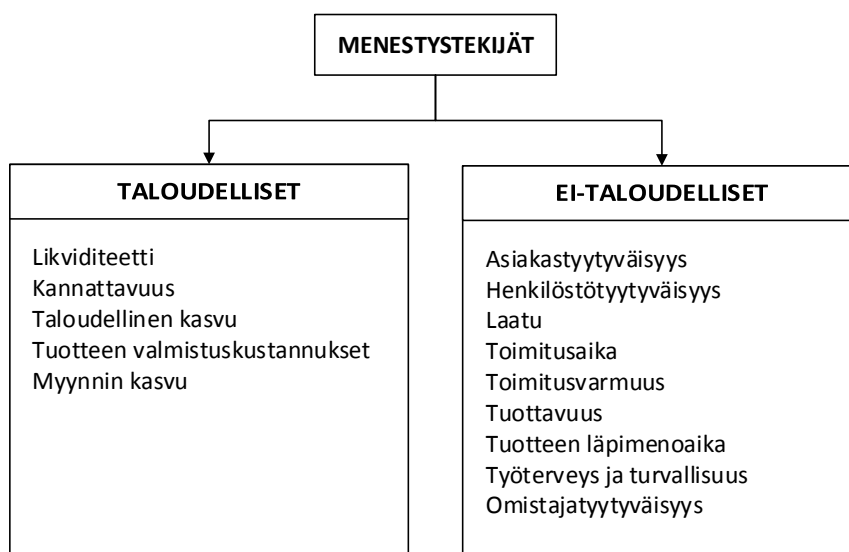 MENESTYSTEKIJÄT
TALOUDELLISET
Likviditeetti
Kannattavuus
Taloudellinen kasvu
Tuotteen valmistuskustannukset
Myynnin kasvu
EI-TALOUDELLISET
Asiakastyytyväisyys
Henkilöstötyytyväisyys
Laatu
Toimitusaika
Toimitusvarmuus
Tuottavuus
Tuotteen läpimenoaika
Työterveys ja turvallisuus
Omistajatyytyväisyys